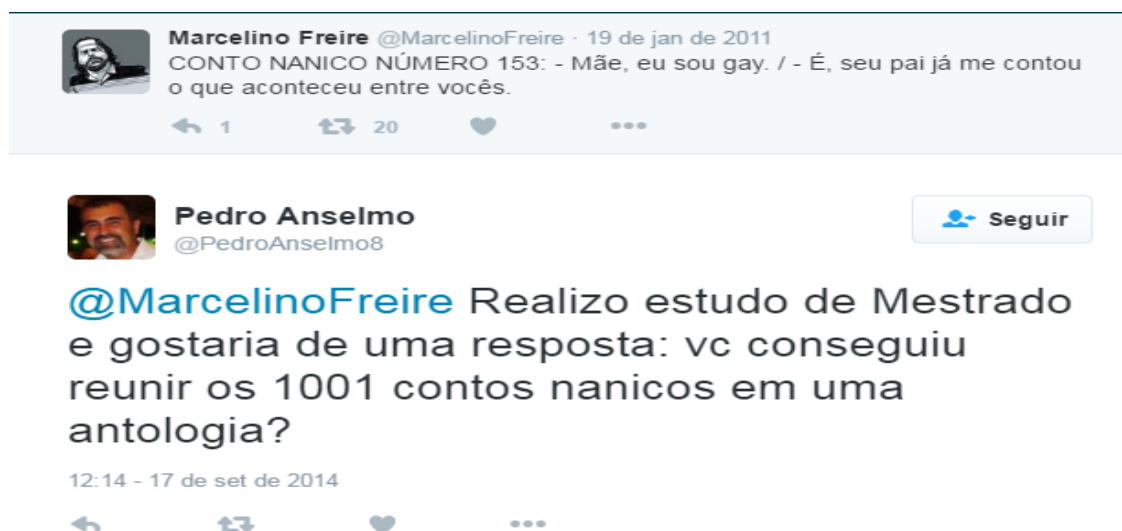 Marcelino Freire @MarcelinoFreire · 19 de jan de 2011
CONTO NANICO NÚMERO 153: - Mãe, eu sou gay. / - É, seu pai já me contou
o que aconteceu entre vocês.
1 20
Pedro Anselmo
@PedroAnselmo8
Seguir
@MarcelinoFreire Realizo estudo de Mestrado
e gostaria de uma resposta: vc conseguiu
reunir os 1001 contos nanicos em uma
antologia?
12:14 - 17 de set de 2014